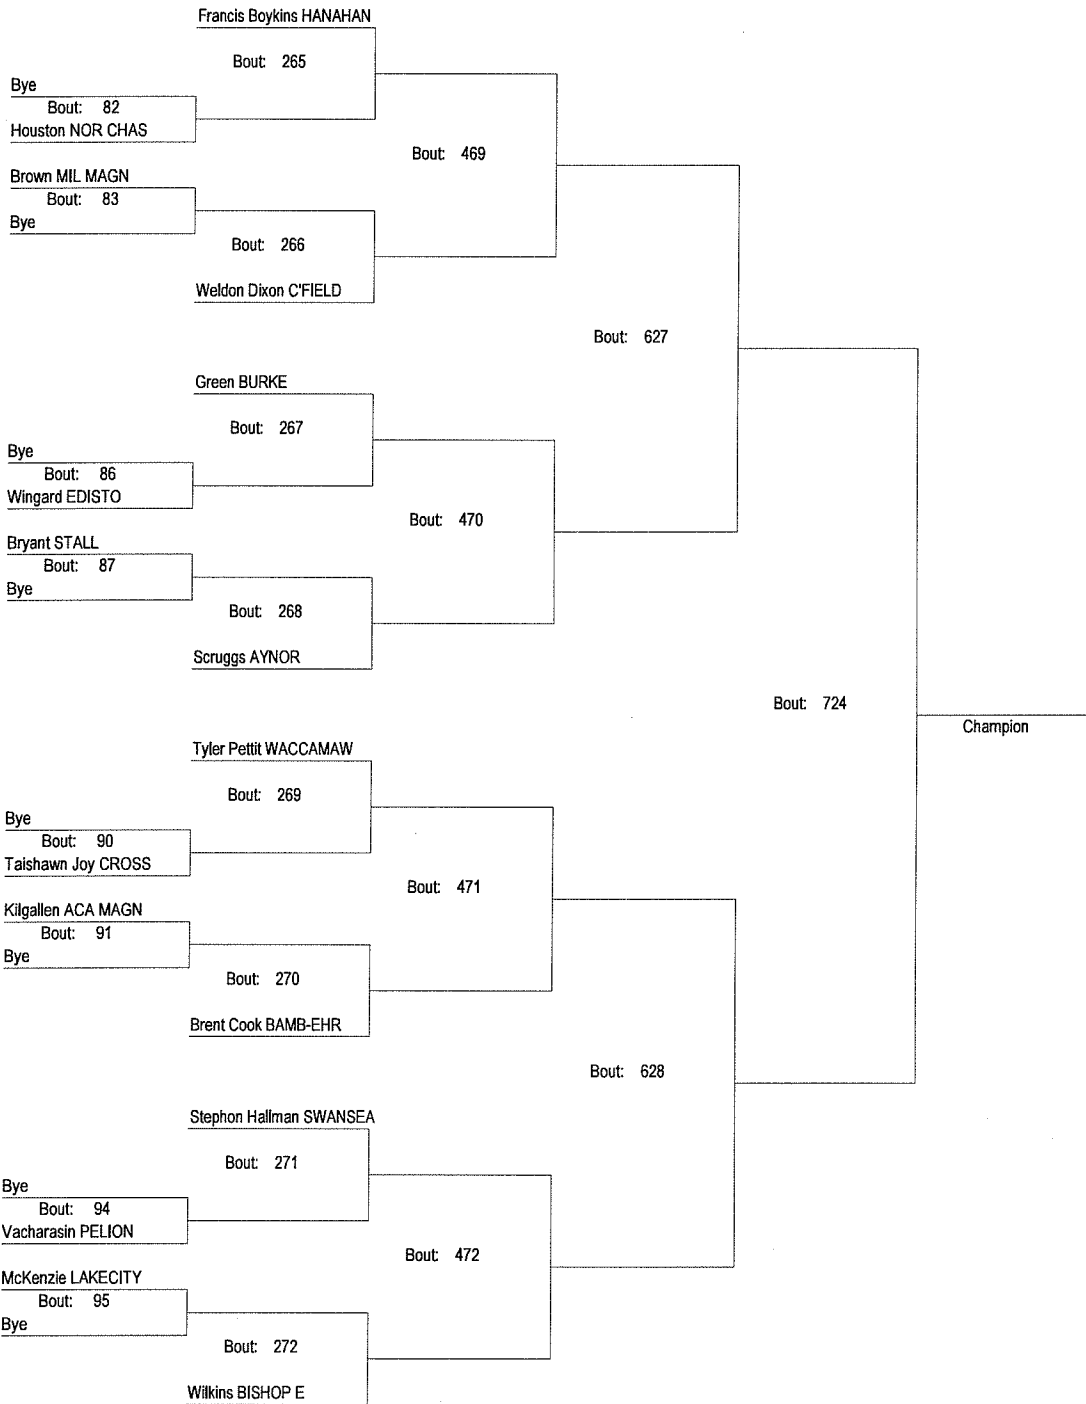 Francis Boykins HANAHAN
Bout: 265
Bye
Bout: 82
Houston NOR CHAS
Bout: 469
Brown MIL MAGN
Bout: 83
Bye
Bout: 266
Weldon Dixon C'FIELD
Bout: 627
Green BURKE
Bout: 267
Bye
Bout: 86
Wingard EDISTO
Bout: 470
Bryant STALL
Bout: 87
Bye
Bout: 268
Scruggs AYNOR
Bout: 724
Champion
Tyler Pettit WACCAMAW
Bout: 269
Bye
Bout: 90
Taishawn Joy CROSS
Bout: 471
Kilgallen ACA MAGN
Bout: 91
Bye
Bout: 270
Brent Cook BAMB-EHR
Bout: 628
Stephon Hallman SWANSEA
Bout: 271
Bye
Bout: 94
Vacharasin PELION
Bout: 472
McKenzie LAKECITY
Bout: 95
Bye
Bout: 272
Wilkins BISHOP E